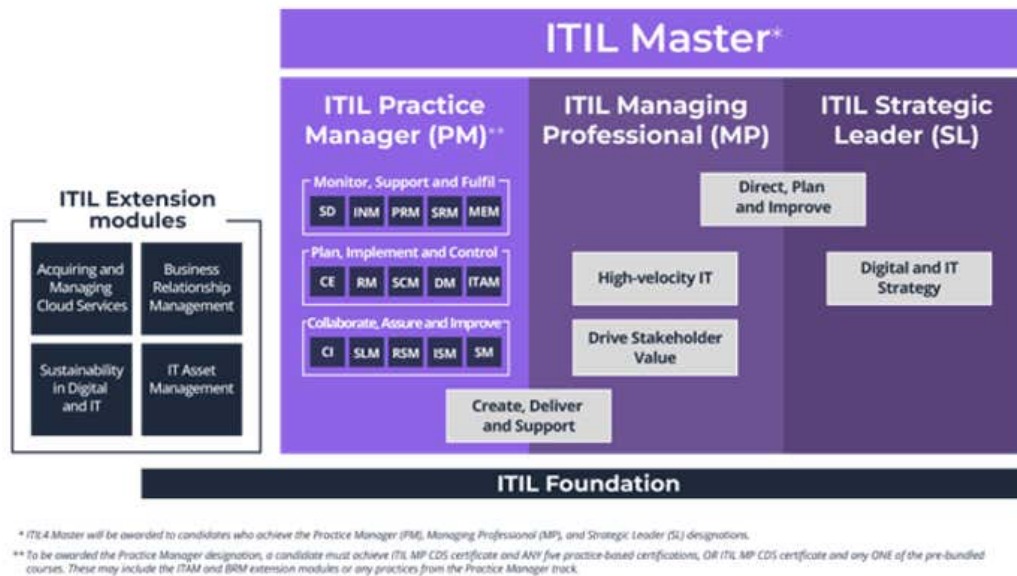 ITIL Master*
ITIL Practice
Manager (PM)**
ITIL Managing
Professional (MP)
ITIL Strategic
Leader (SL)
Monitor, Support and Fulfil
SD INM PRM SRM MEM
Plan, Implement and Control
CE RM SCM DM ITAM
Collaborate, Assure and Improve
CI SLM RSM ISM SM
Direct, Plan
and Improve
High-velocity IT
Digital and IT
Strategy
Drive Stakeholder
Value
Create, Deliver
and Support
ITIL Extension
modules
Acquiring and
Managing
Cloud Services
Business
Relationship
Management
Sustainability
in Digital
and IT
IT Asset
Management
ITIL Foundation
* ITIL4 Master will be awarded to candidates who achieve the Practice Manager (PM), Managing Professional (MP), and Strategic Leader (SL) designations.
** To be awarded the Practice Manager designation, a candidate must achieve ITIL MP CDS certificate and ANY five practice-based certifications, OR ITIL MP CDS certificate and any ONE of the pre-bundled
courses. These may include the ITAM and BRM extension modules or any practices from the Practice Manager track.